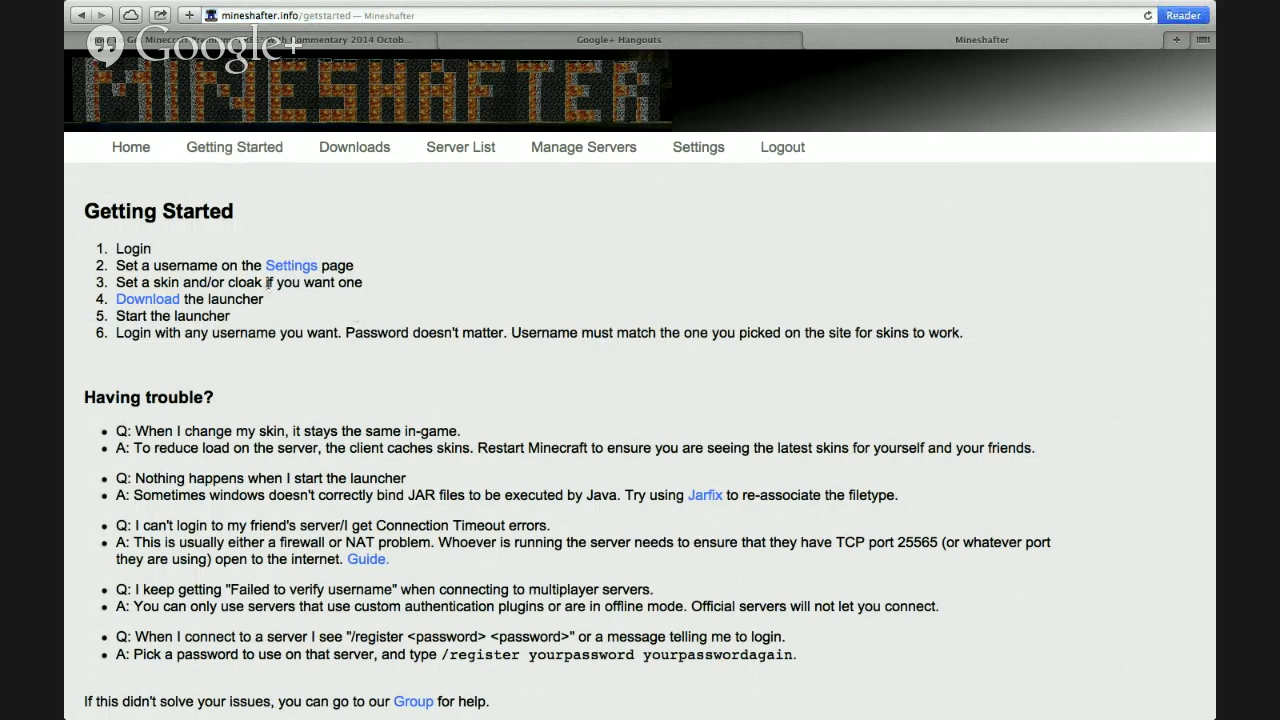 mineshafter.info/getstarted — Mineshafter
Reader
Commentary 2014 Octob...
Google+ Hangouts
Mineshafter
Google+
MINESHAFTER
Home
Getting Started
Downloads
Server List
Manage Servers
Settings
Logout
Getting Started
1. Login
2. Set a username on the Settings page
3. Set a skin and/or cloak if you want one
4. Download the launcher
5. Start the launcher
6. Login with any username you want. Password doesn't matter. Username must match the one you picked on the site for skins to work.
Having trouble?
Q: When I change my skin, it stays the same in-game.
A: To reduce load on the server, the client caches skins. Restart Minecraft to ensure you are seeing the latest skins for yourself and your friends.
Q: Nothing happens when I start the launcher
A: Sometimes windows doesn't correctly bind JAR files to be executed by Java. Try using Jarfix to re-associate the filetype.
Q: I can't login to my friend's server/I get Connection Timeout errors.
A: This is usually either a firewall or NAT problem. Whoever is running the server needs to ensure that they have TCP port 25565 (or whatever port
they are using) open to the internet. Guide.
Q: I keep getting "Failed to verify username" when connecting to multiplayer servers.
A: You can only use servers that use custom authentication plugins or are in offline mode. Official servers will not let you connect.
Q: When I connect to a server I see "/register <password> <password>" or a message telling me to login.
A: Pick a password to use on that server, and type /register yourpassword yourpasswordagain.
If this didn't solve your issues, you can go to our Group for help.